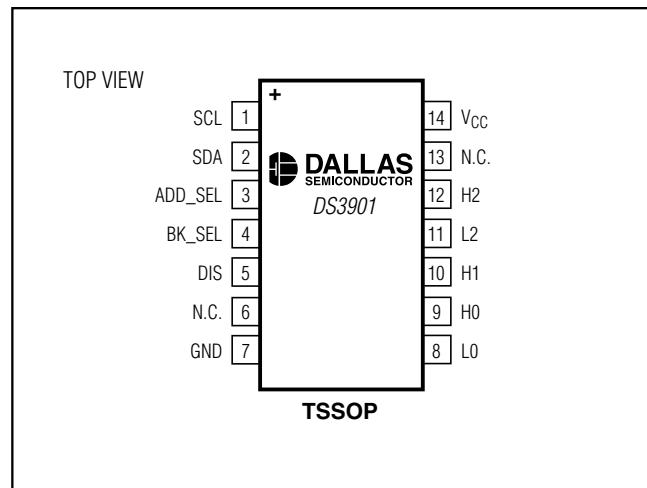 TOP VIEW
+
SCL 1
SDA 2
ADD_SEL 3
BK_SEL 4
DIS 5
N.C. 6
GND 7
DALLAS
SEMICONDUCTOR
DS3901
14 VCC
13 N.C.
12 H2
11 L2
10 H1
9 H0
8 L0
TSSOP